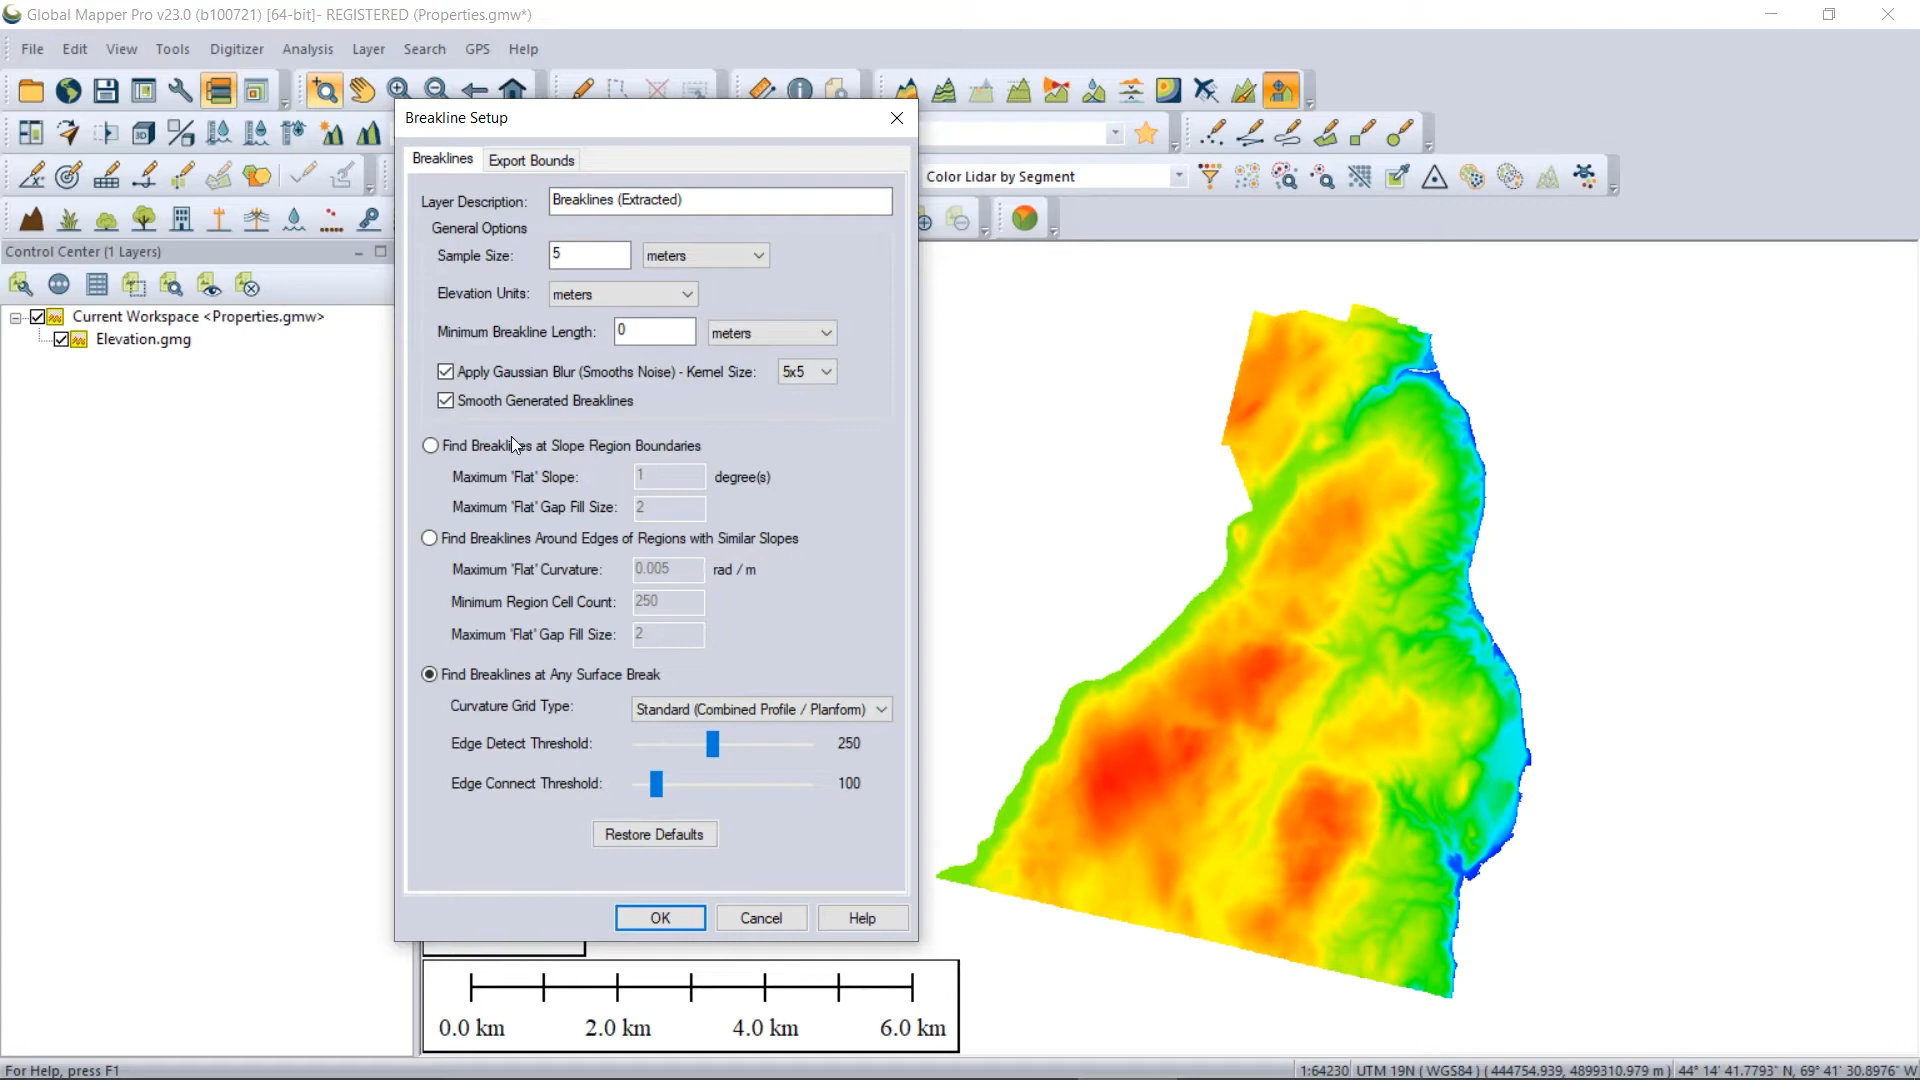 Global Mapper Pro v23.0 (b100721) [64-bit]- REGISTERED (Properties.gmw*)
File Edit View Tools Digitizer Analysis Layer Search GPS Help
Breakline Setup
3D
Breaklines Export Bounds
Color Lidar by Segment
Layer Description: Breaklines (Extracted)
General Options
Control Center (1 Layers)
Sample Size: 5 meters
Elevation Units: meters
Current Workspace <Properties.gmw>
Elevation.gmg
Minimum Breakline Length: 0 meters
Apply Gaussian Blur (Smooths Noise) - Kernel Size: 5x5
Smooth Generated Breaklines
Find Breaklines at Slope Region Boundaries
Maximum 'Flat' Slope: 1 degree(s)
Maximum 'Flat' Gap Fill Size: 2
Find Breaklines Around Edges of Regions with Similar Slopes
Maximum 'Flat' Curvature: 0.005 rad / m
Minimum Region Cell Count: 250
Maximum 'Flat' Gap Fill Size: 2
Find Breaklines at Any Surface Break
Curvature Grid Type: Standard (Combined Profile / Planform)
Edge Detect Threshold: 250
Edge Connect Threshold: 100
Restore Defaults
OK Cancel Help
0.0 km 2.0 km 4.0 km 6.0 km
For Help, press F1
1:64230 UTM 19N ( WGS84 ) ( 444754.939, 4899310.979 m ) 44° 14' 41.7793" N, 69° 41' 30.8976" W